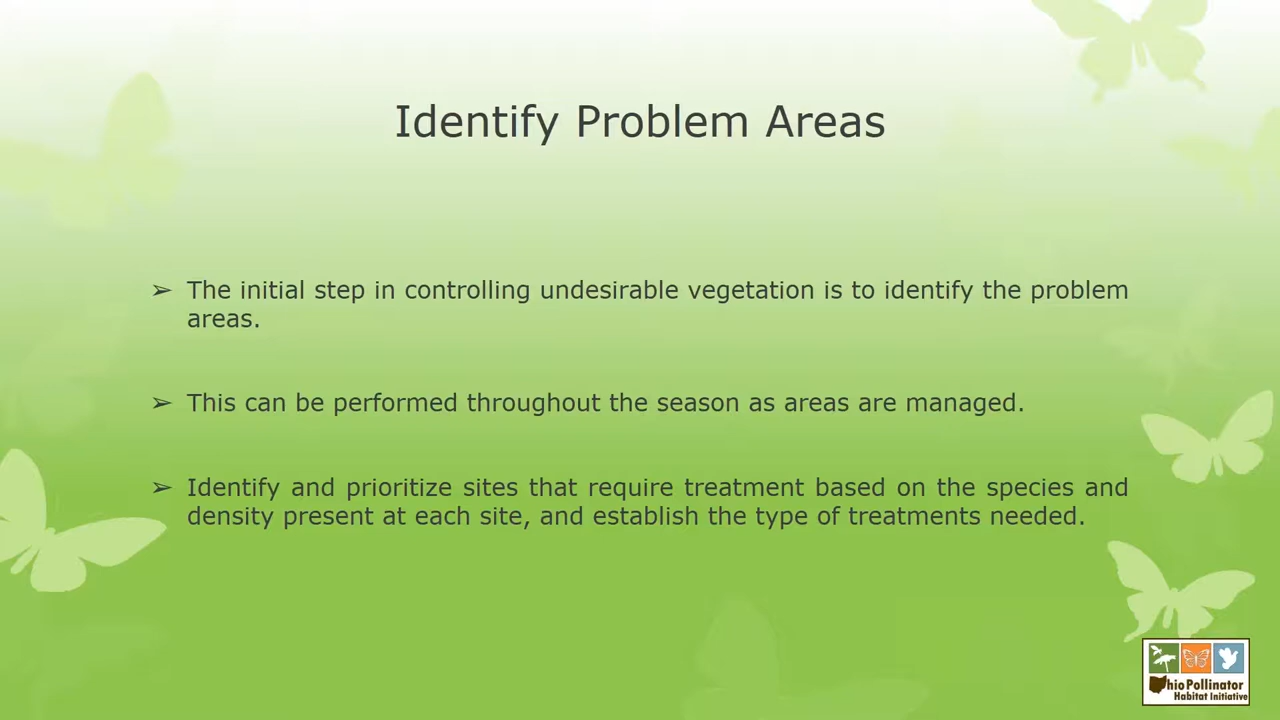 Identify Problem Areas
➢ The initial step in controlling undesirable vegetation is to identify the problem
areas.
➢ This can be performed throughout the season as areas are managed.
➢ Identify and prioritize sites that require treatment based on the species and
density present at each site, and establish the type of treatments needed.
hio Pollinator
Habitat Initiative